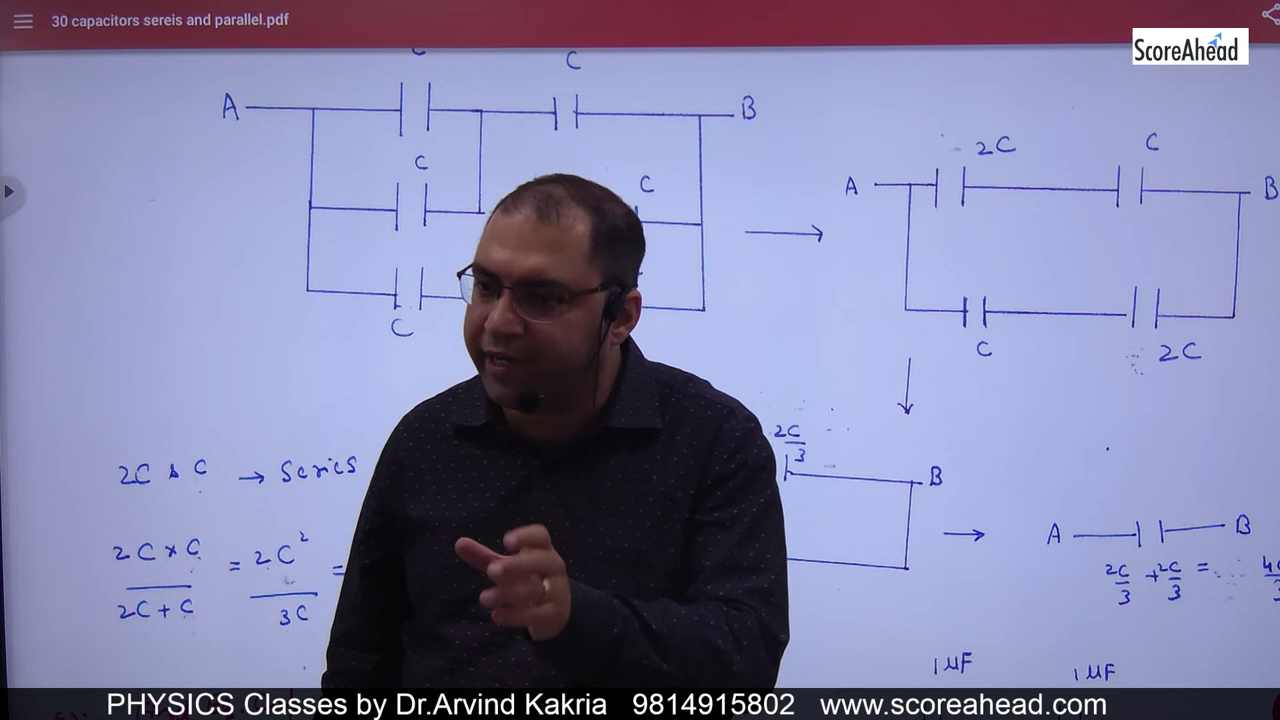 30 capacitors sereis and parallel.pdf
ScoreAhead
C
A
B
C
C
C
2C
C
A
B
C
2C
2C & C → Series
2C × C / 2C + C = 2C² / 3C =
2C/3
B
A
B
2C/3 + 2C/3 =
1 μF
1 μF
PHYSICS Classes by Dr.Arvind Kakria 9814915802 www.scoreahead.com